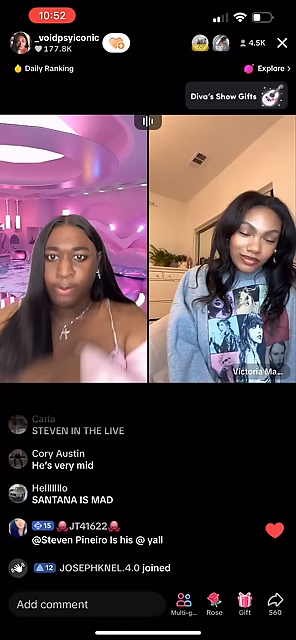 10:52
_voidpsyiconic
177.8K
4.5K
Daily Ranking
Explore >
Diva's Show Gifts
Victoria Ma...
Carla
STEVEN IN THE LIVE
Cory Austin
He's very mid
SANTANA IS MAD
15 JT41622
@Steven Pineiro Is his @ yall
12 JOSEPHKNEL.4.0 joined
Add comment
Multi-g...
Rose
Gift
560